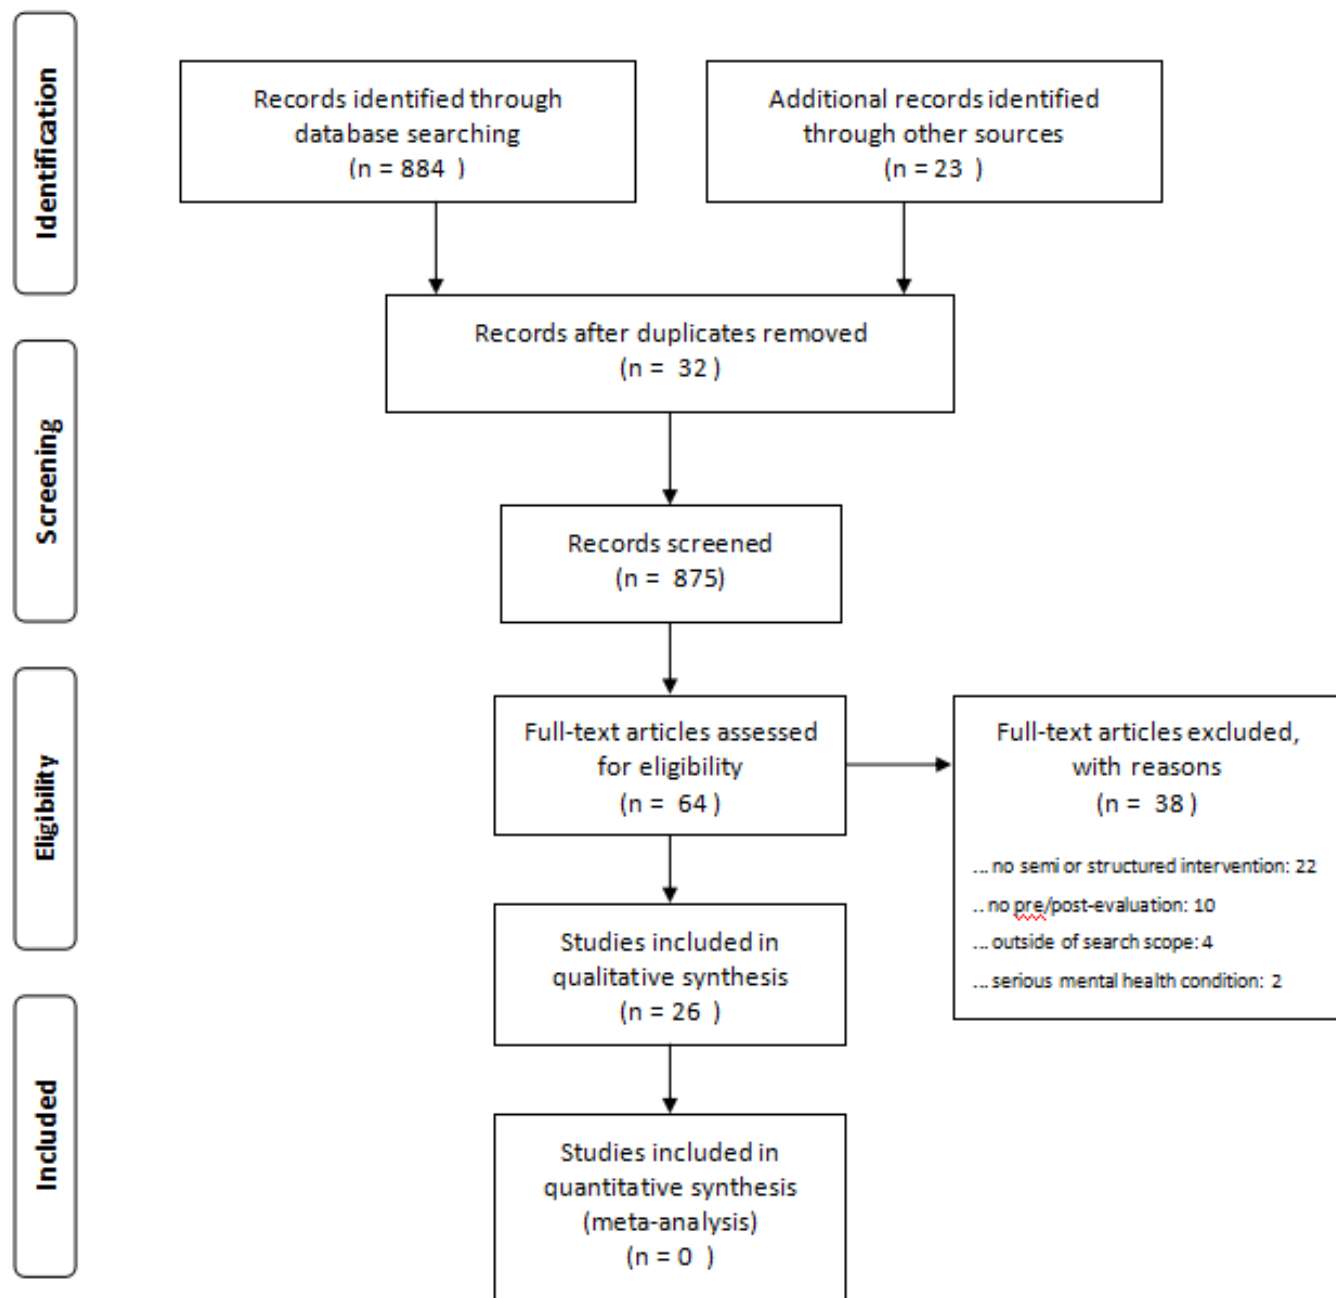 Identification
Records identified through
database searching
(n = 884 )
Additional records identified
through other sources
(n = 23 )
Records after duplicates removed
(n = 32 )
Screening
Records screened
(n = 875)
Eligibility
Full-text articles assessed
for eligibility
(n = 64 )
Full-text articles excluded,
with reasons
(n = 38 )
... no semi or structured intervention: 22
.. no pre/post-evaluation: 10
... outside of search scope: 4
... serious mental health condition: 2
Studies included in
qualitative synthesis
(n = 26 )
Included
Studies included in
quantitative synthesis
(meta-analysis)
(n = 0 )